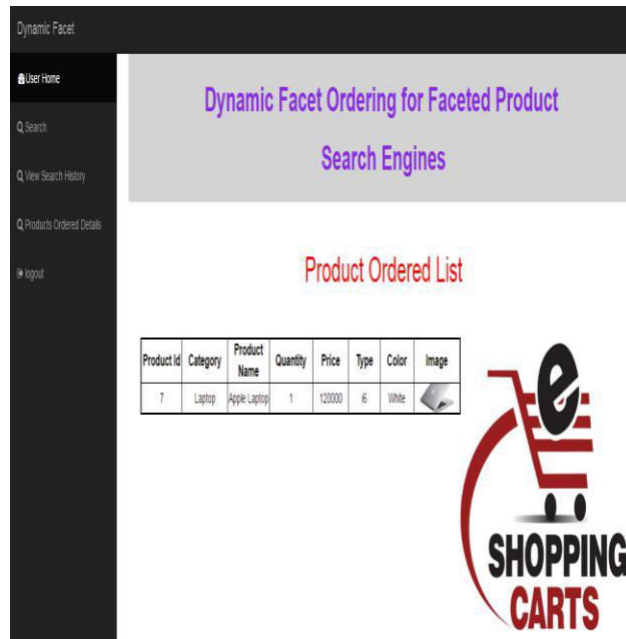 Dynamic Facet
User Home
Search
View Search History
Products Ordered Details
logout
Dynamic Facet Ordering for Faceted Product
Search Engines
Product Ordered List
Product Id Category Product Name Quantity Price Type Color Image
7 Laptop Apple Laptop 1 120000 i6 White
e
SHOPPING
CARTS